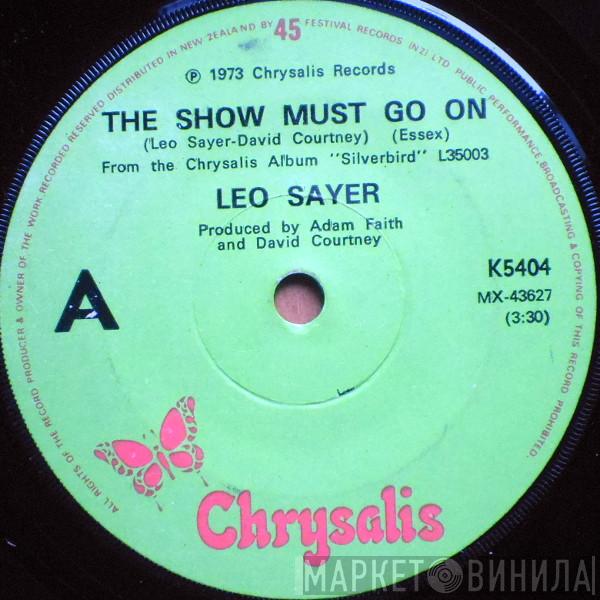 ALL RIGHTS OF THE RECORD PRODUCER & OWNER OF THE WORK RECORDED RESERVED DISTRIBUTED IN NEW ZEALAND BY 45 FESTIVAL RECORDS (NZ) LTD. PUBLIC PERFORMANCE, BROADCASTING & COPYING OF THIS RECORD PROHIBITED.
℗ 1973 Chrysalis Records
THE SHOW MUST GO ON
(Leo Sayer-David Courtney) (Essex)
From the Chrysalis Album "Silverbird" L35003
LEO SAYER
Produced by Adam Faith
and David Courtney
A
K5404
MX-43627
(3:30)
Chrysalis
МАРКЕТ ВИНИЛА